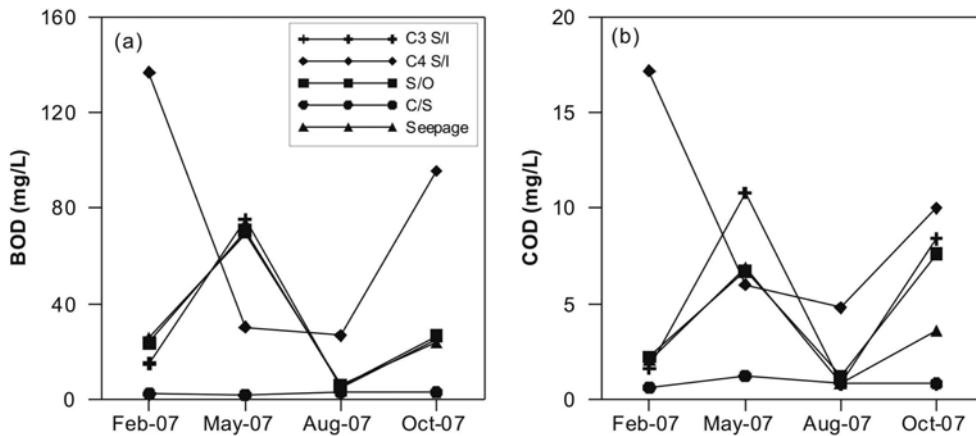 160
120
80
40
0
BOD (mg/L)
(a)
C3 S/I
C4 S/I
S/O
C/S
Seepage
Feb-07 May-07 Aug-07 Oct-07
20
15
10
5
0
COD (mg/L)
(b)
Feb-07 May-07 Aug-07 Oct-07